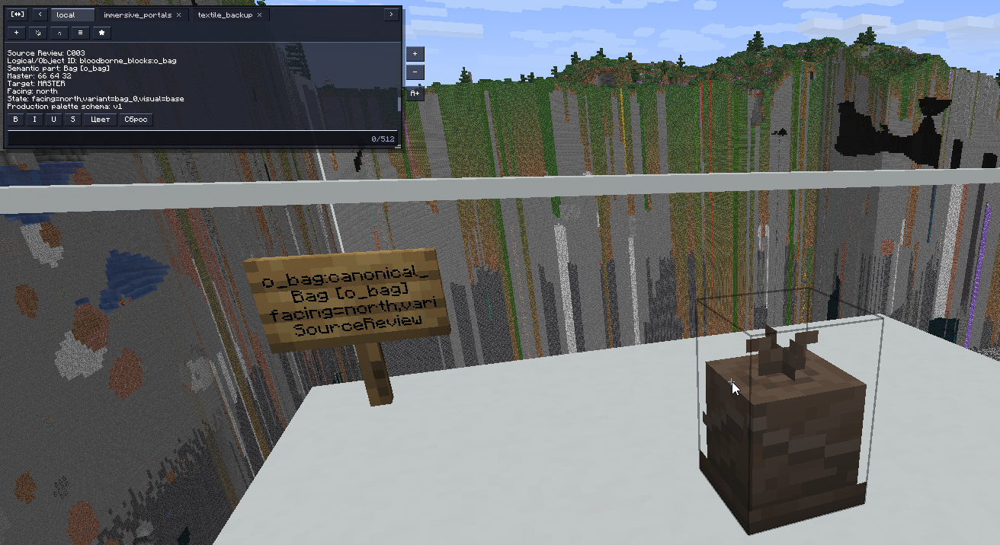 [↔] < local immersive_portals × textile_backup × >
+ ≡ ★
Source Review: C003
Logical/Object ID: bloodborne_blocks:o_bag
Semantic part: Bag [o_bag]
Master: 66 64 32
Target: MASTER
Facing: north
State: facing=north,variant=bag_0,visual=base
Production palette schema: v1
B I U S Цвет Сброс
0/512
+
-
A+
o_bag:canonical_
Bag [o_bag]
facing=north,vari
SourceReview